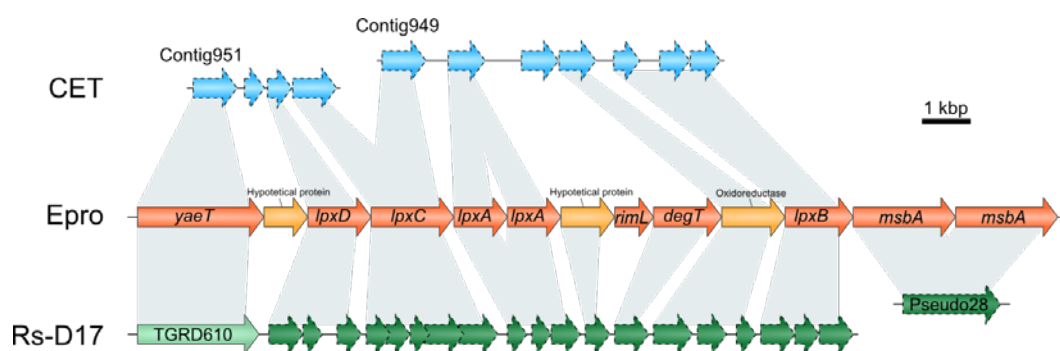 Contig951
Contig949
CET
1 kbp
Hypotetical protein
Hypotetical protein
Oxidoreductase
Epro
yaeT
lpxD
lpxC
lpxA
lpxA
rimL
degT
lpxB
msbA
msbA
Pseudo28
Rs-D17
TGRD610